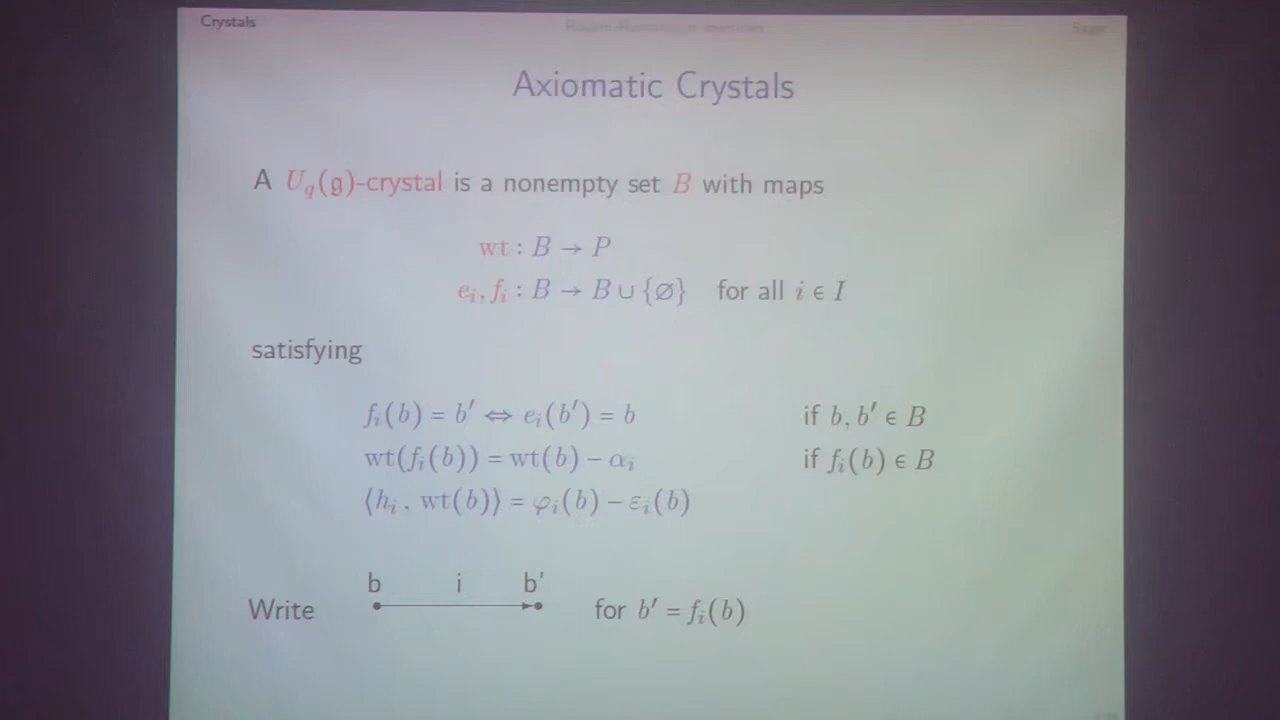 Crystals
Axiomatic Crystals
A U_q(g)-crystal is a nonempty set B with maps
wt : B → P
e_i, f_i : B → B ∪ {∅} for all i ∈ I
satisfying
f_i(b) = b′ ⇔ e_i(b′) = b if b, b′ ∈ B
wt(f_i(b)) = wt(b) − α_i if f_i(b) ∈ B
⟨h_i, wt(b)⟩ = φ_i(b) − ε_i(b)
b i b'
Write for b′ = f_i(b)